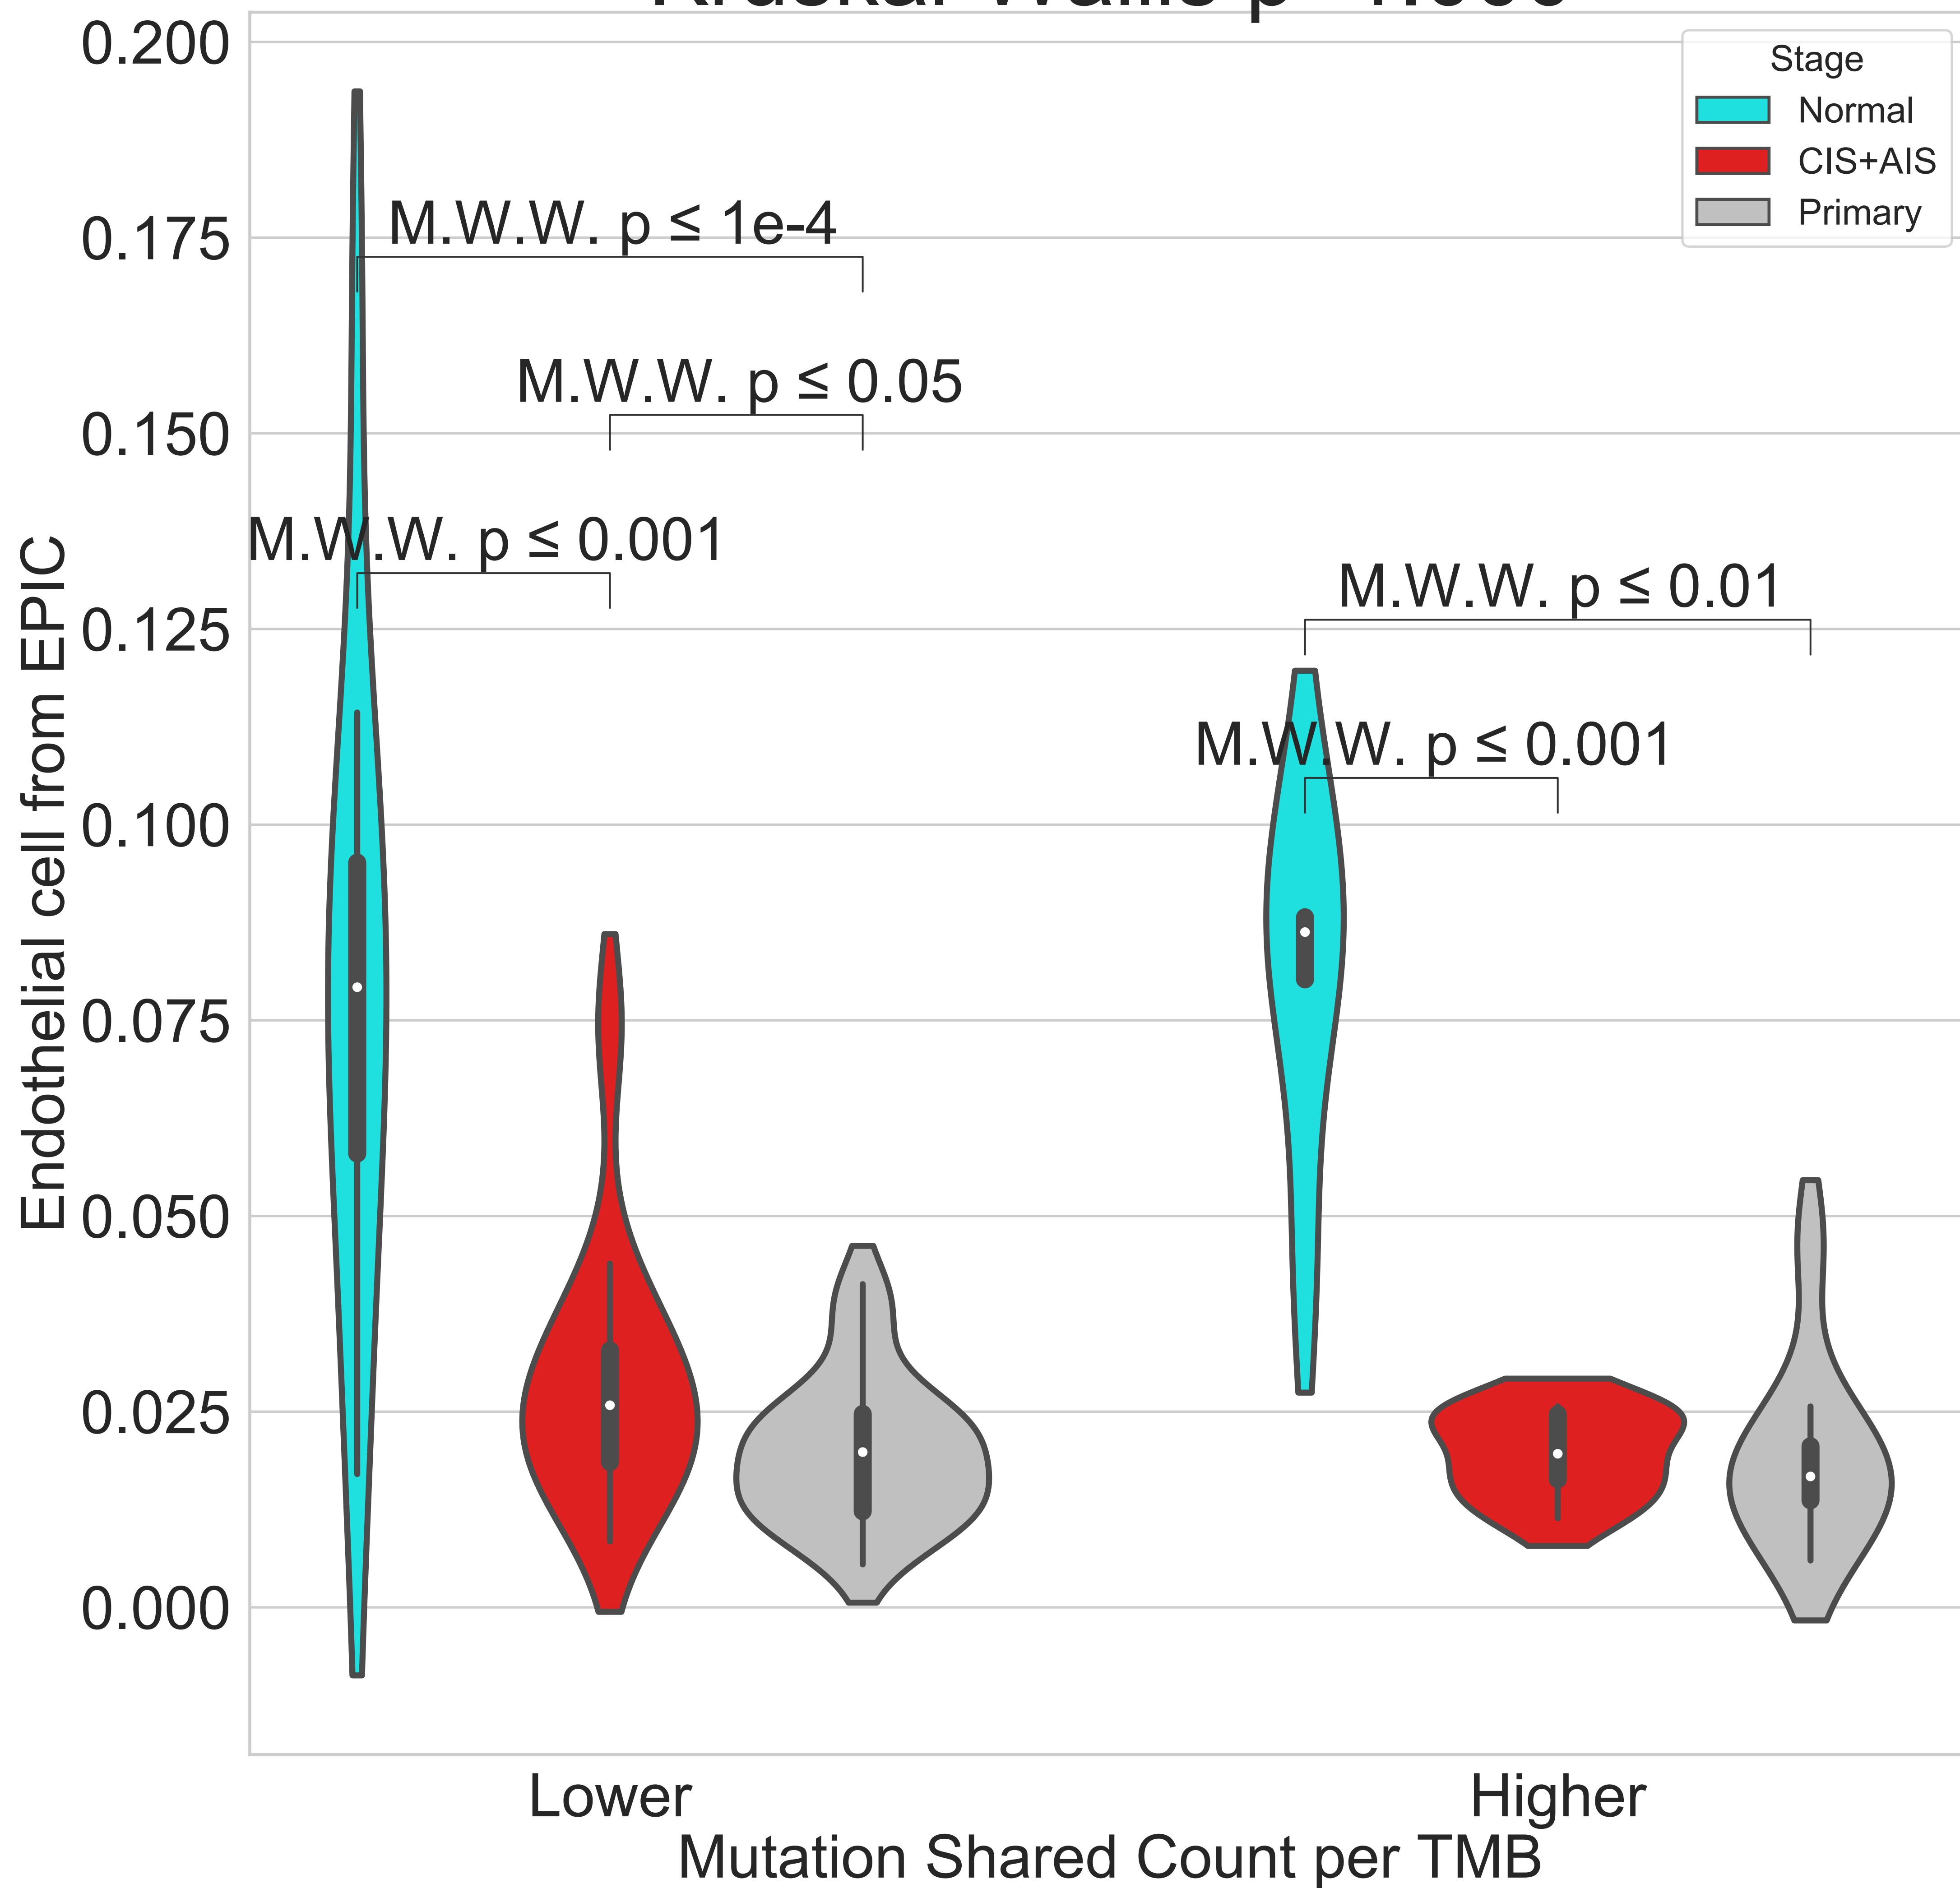 0.200
0.175
0.150
0.125
0.100
0.075
0.050
0.025
0.000
Endothelial cell from EPIC
Stage
Normal
CIS+AIS
Primary
M.W.W. p ≤ 1e-4
M.W.W. p ≤ 0.05
M.W.W. p ≤ 0.001
M.W.W. p ≤ 0.01
M.W.W. p ≤ 0.001
Lower
Higher
Mutation Shared Count per TMB